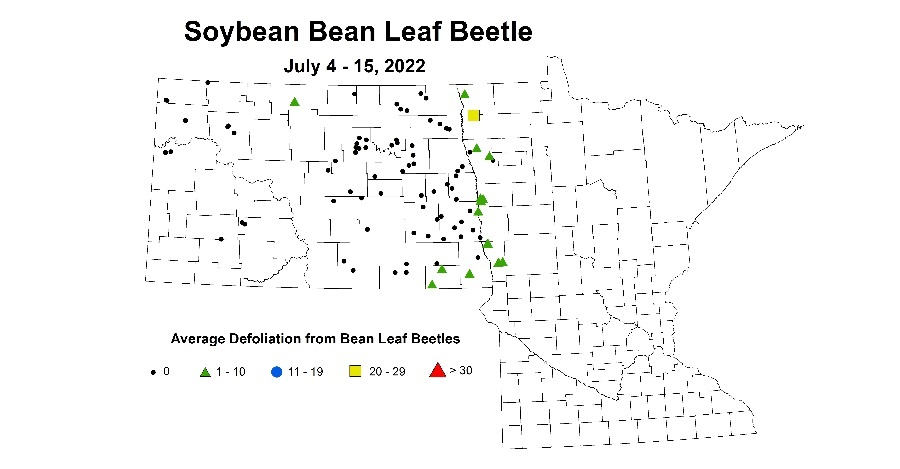 Soybean Bean Leaf Beetle
July 4 - 15, 2022
Average Defoliation from Bean Leaf Beetles
0 1 - 10 11 - 19 20 - 29 > 30